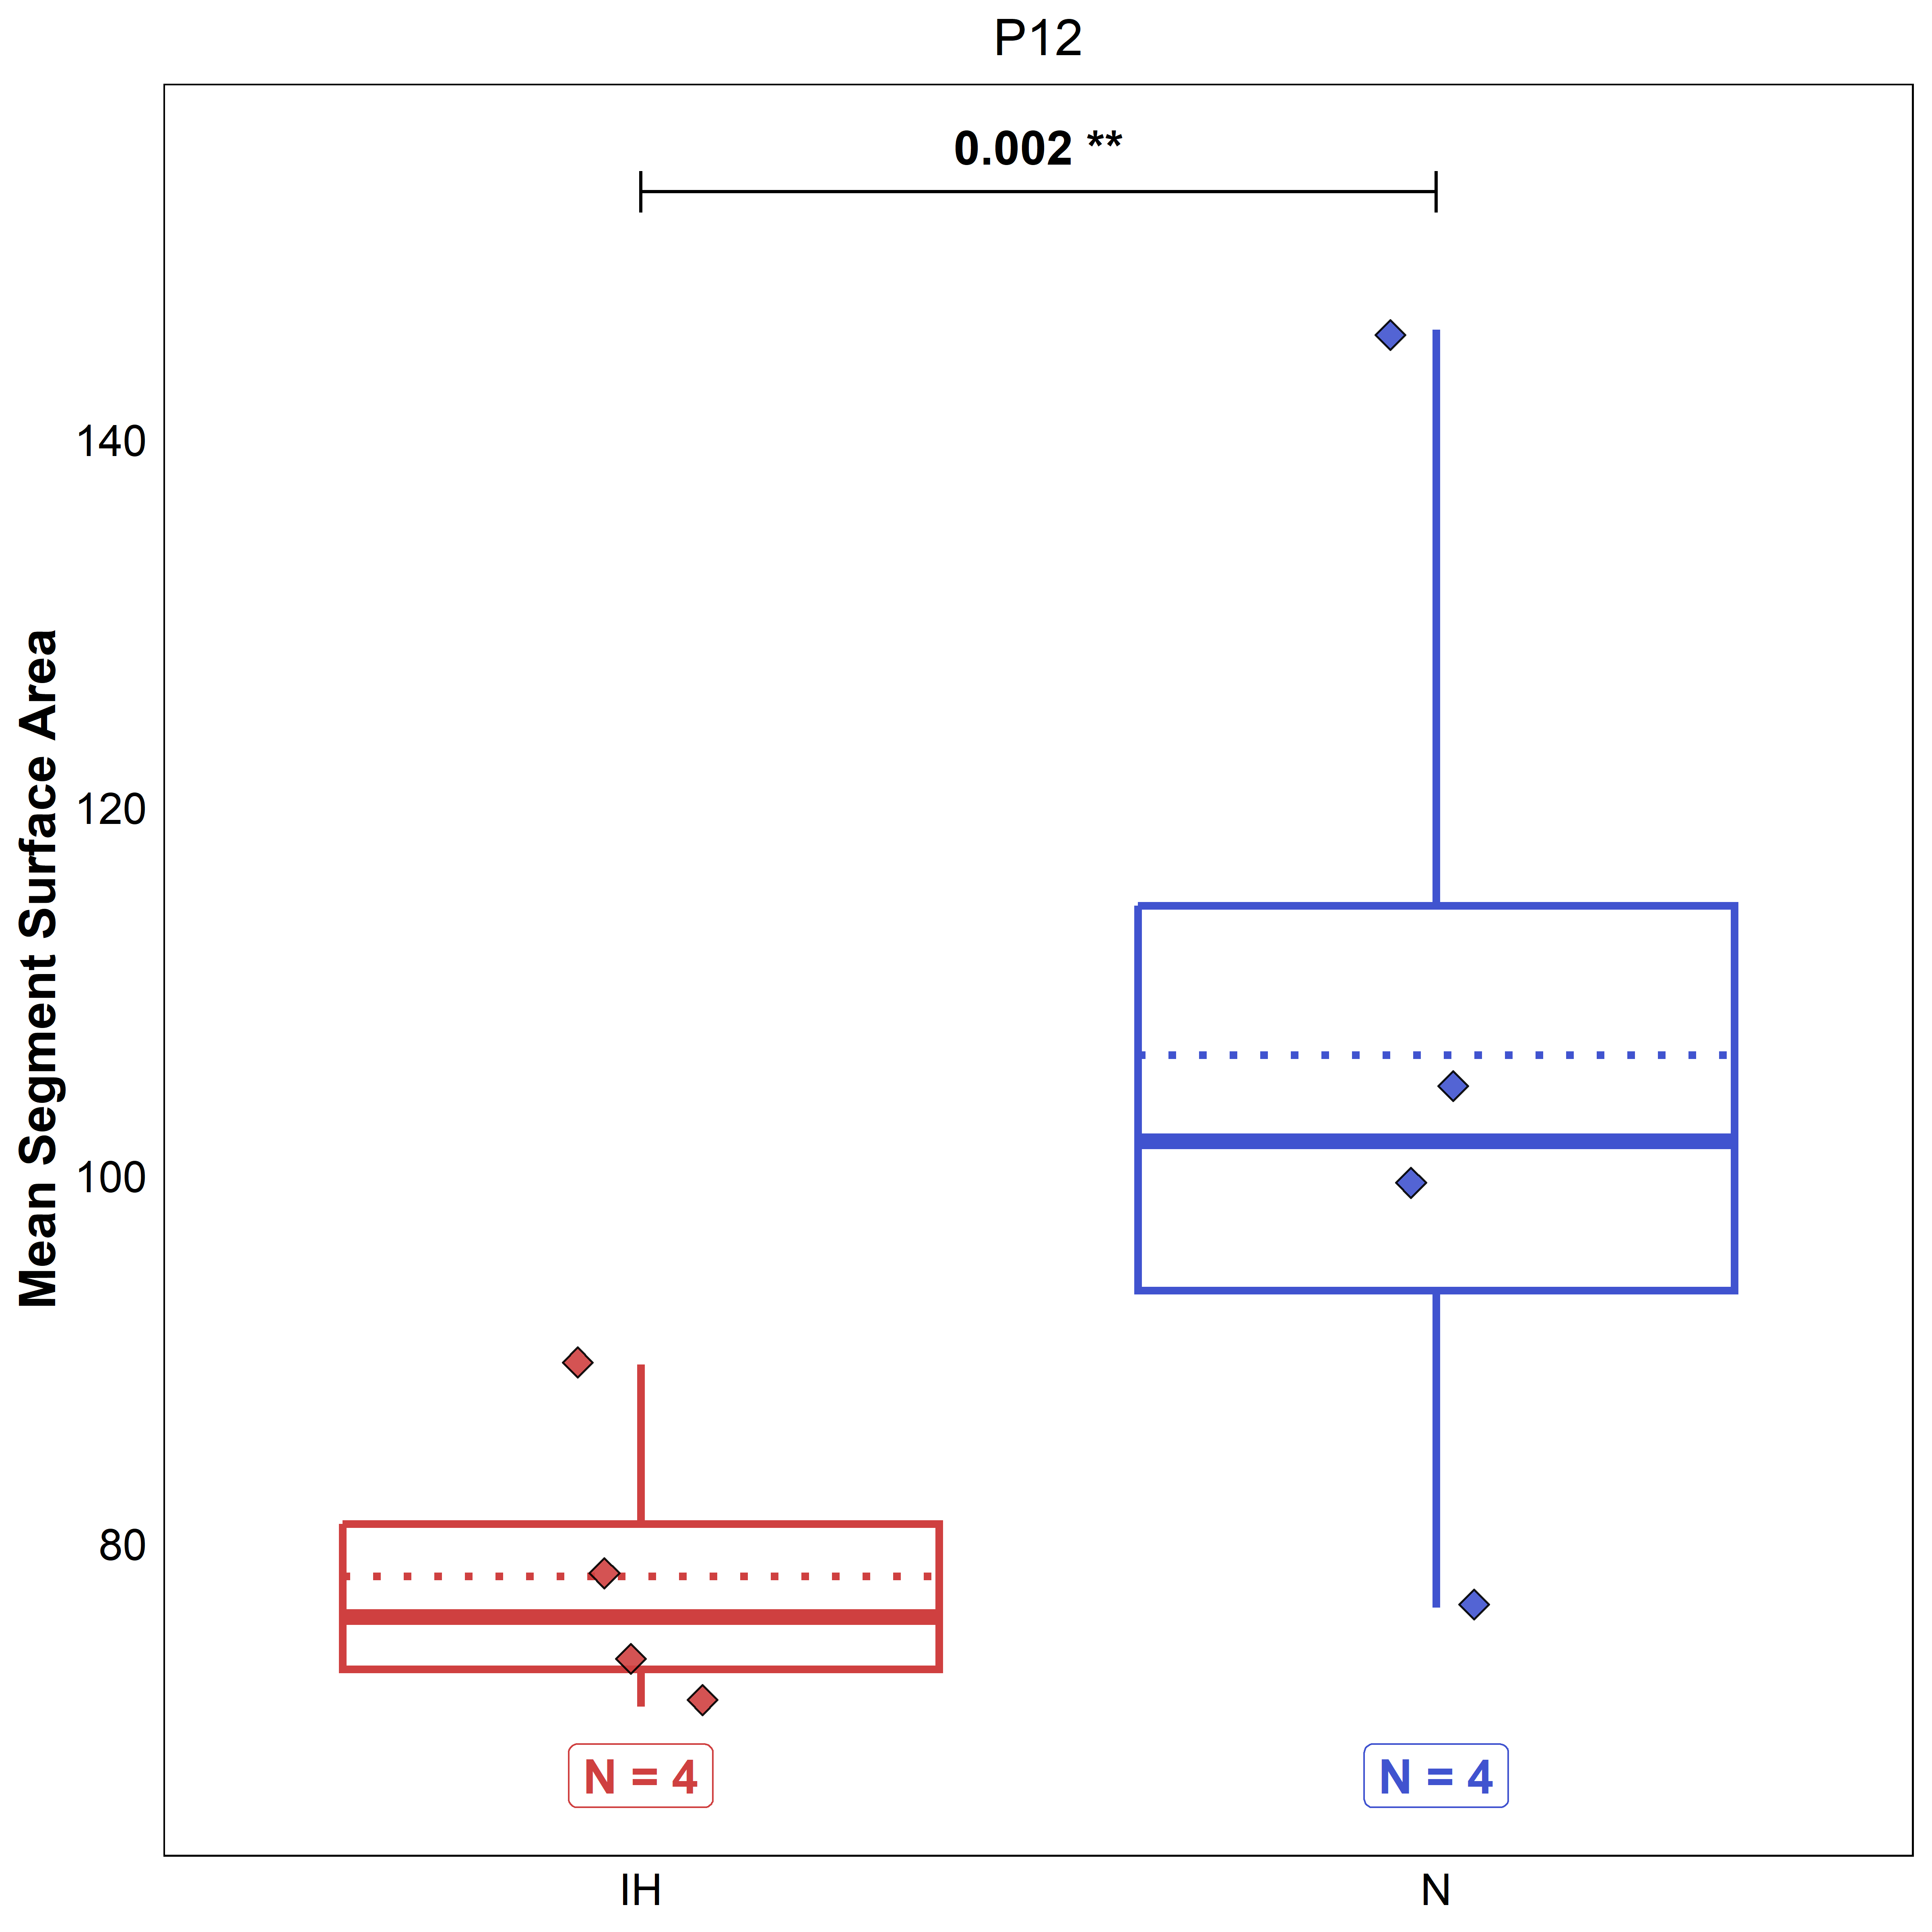 P12
0.002 **
Mean Segment Surface Area
140
120
100
80
N = 4
N = 4
IH
N